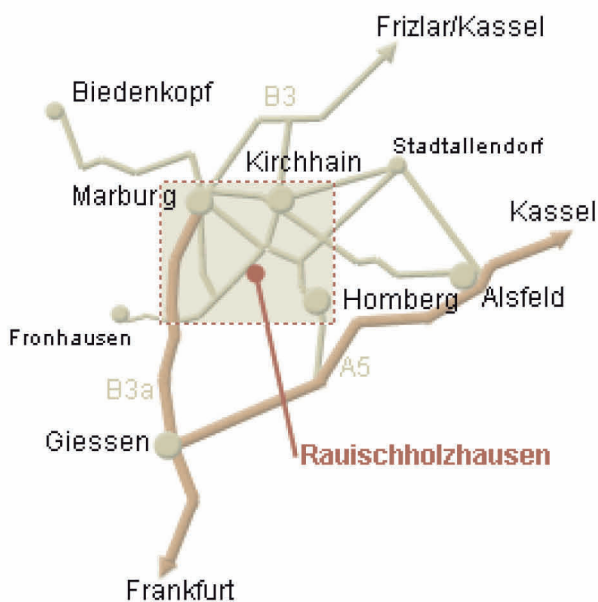 Frizlar/Kassel
Biedenkopf
B3
Stadtallendorf
Kirchhain
Marburg
Kassel
Homberg
Alsfeld
Fronhausen
A5
B3a
Giessen
Rauischholzhausen
Frankfurt